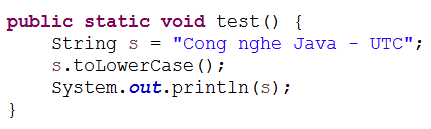 public static void test() {
    String s = "Cong nghe Java - UTC";
    s.toLowerCase();
    System.out.println(s);
}